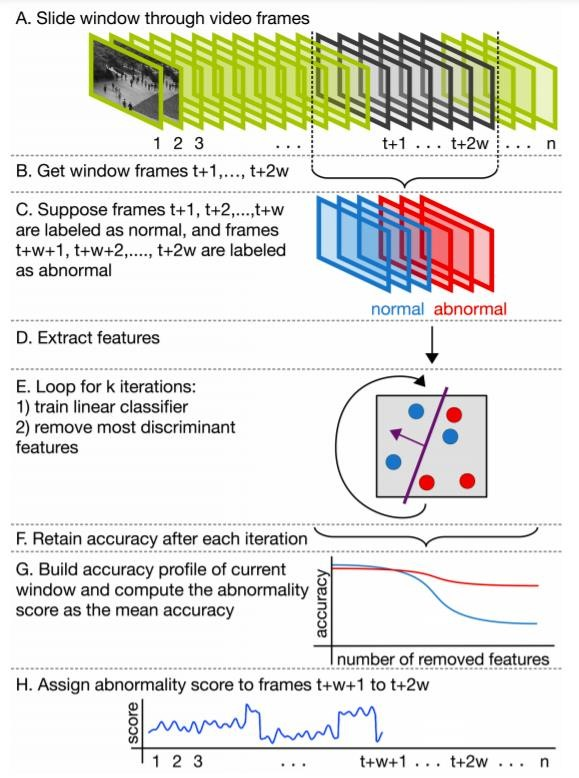 A. Slide window through video frames
1 2 3 ... t+1 ... t+2w ... n
B. Get window frames t+1,..., t+2w
C. Suppose frames t+1, t+2,...,t+w
are labeled as normal, and frames
t+w+1, t+w+2,...., t+2w are labeled
as abnormal
normal abnormal
D. Extract features
E. Loop for k iterations:
1) train linear classifier
2) remove most discriminant
features
F. Retain accuracy after each iteration
G. Build accuracy profile of current
window and compute the abnormality
score as the mean accuracy
accuracy
number of removed features
H. Assign abnormality score to frames t+w+1 to t+2w
score
1 2 3 ... t+w+1 ... t+2w ... n